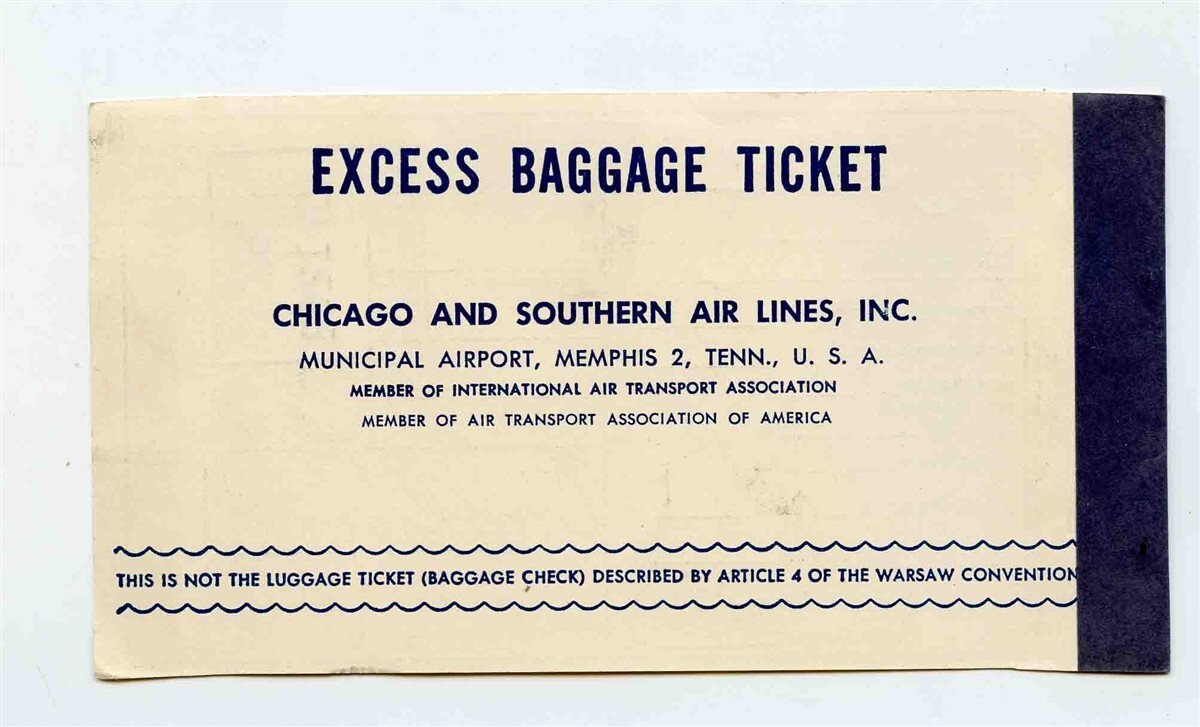 EXCESS BAGGAGE TICKET
CHICAGO AND SOUTHERN AIR LINES, INC.
MUNICIPAL AIRPORT, MEMPHIS 2, TENN., U. S. A.
MEMBER OF INTERNATIONAL AIR TRANSPORT ASSOCIATION
MEMBER OF AIR TRANSPORT ASSOCIATION OF AMERICA
THIS IS NOT THE LUGGAGE TICKET (BAGGAGE CHECK) DESCRIBED BY ARTICLE 4 OF THE WARSAW CONVENTION